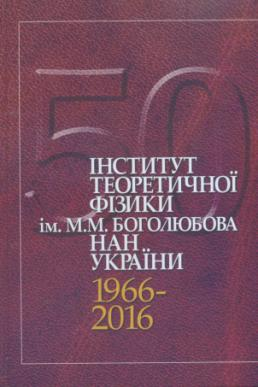 50
ІНСТИТУТ
ТЕОРЕТИЧНОЇ
ФІЗИКИ
ім. М.М. БОГОЛЮБОВА
НАН
УКРАЇНИ
1966-
2016